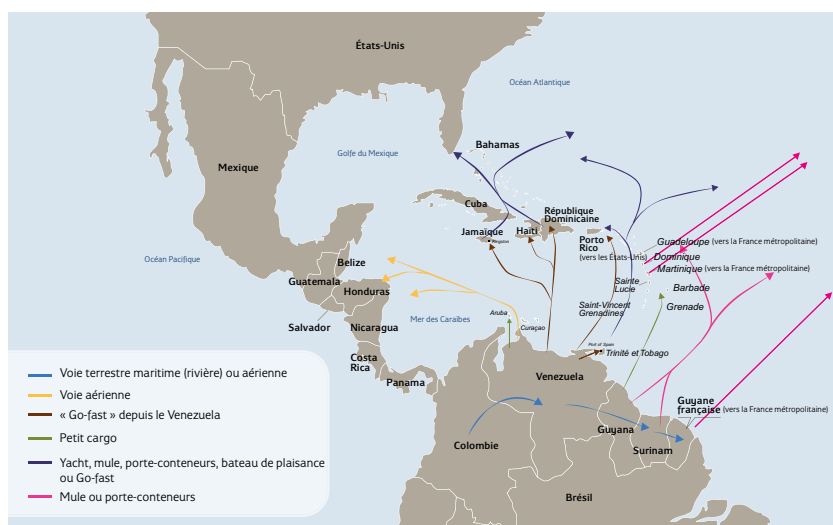 États-Unis
Océan Atlantique
Golfe du Mexique
Bahamas
Mexique
Cuba
République
Dominicaine
Jamaïque
Kingston
Haïti
Porto
Rico
(vers les États-Unis)
Guadeloupe (vers la France métropolitaine)
Dominique
Martinique (vers la France métropolitaine)
Océan Pacifique
Belize
Guatemala
Honduras
Sainte
Lucie
Barbade
Saint-Vincent
Grenadines
Grenade
Salvador
Nicaragua
Mer des Caraïbes
Aruba
Curaçao
Port of Spain
Trinité et Tobago
Costa
Rica
Panama
Venezuela
Guyane
française (vers la France métropolitaine)
Guyana
Colombie
Surinam
Brésil
Voie terrestre maritime (rivière) ou aérienne
Voie aérienne
« Go-fast » depuis le Venezuela
Petit cargo
Yacht, mule, porte-conteneurs, bateau de plaisance
ou Go-fast
Mule ou porte-conteneurs